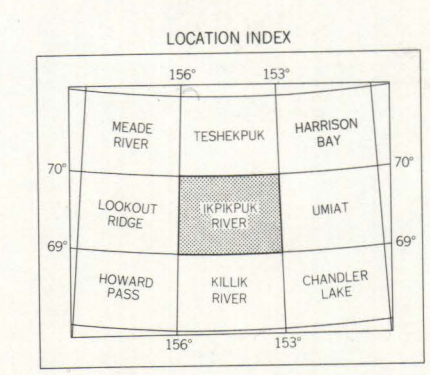 LOCATION INDEX
156° 153°
MEADE
RIVER
TESHEKPUK
HARRISON
BAY
70° 70°
LOOKOUT
RIDGE
IKPIKPUK
RIVER
UMIAT
69° 69°
HOWARD
PASS
KILLIK
RIVER
CHANDLER
LAKE
156° 153°